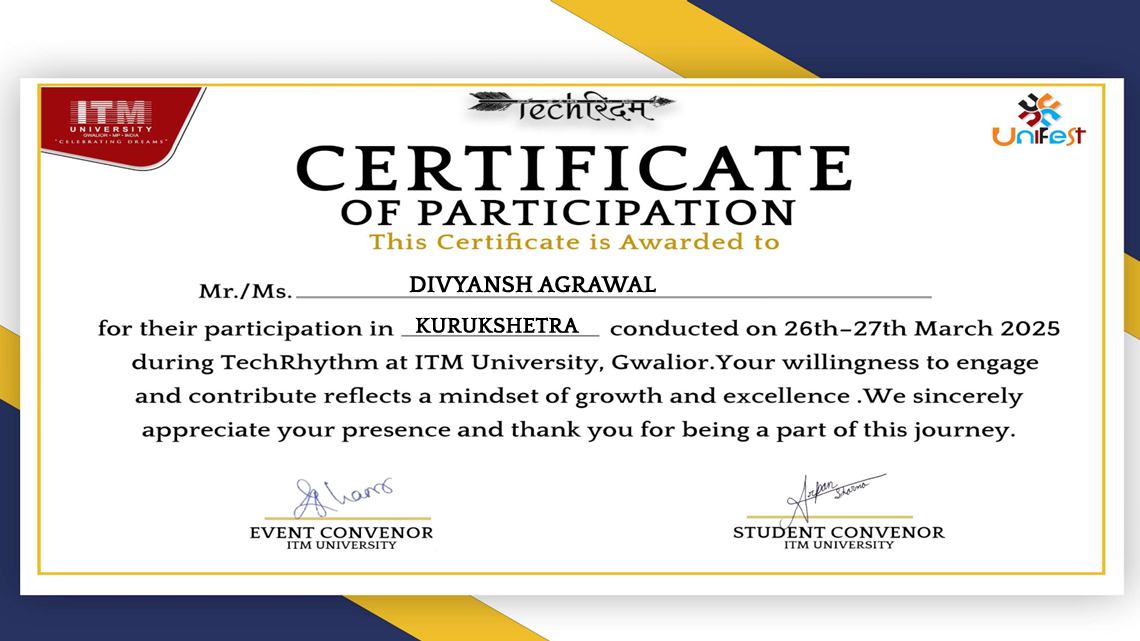 ITM
UNIVERSITY
GWALIOR • MP • INDIA
"CELEBRATING DREAMS"
Techरिदम
UniFest
CERTIFICATE
OF PARTICIPATION
This Certificate is Awarded to
Mr./Ms. DIVYANSH AGRAWAL
for their participation in KURUKSHETRA conducted on 26th–27th March 2025
during TechRhythm at ITM University, Gwalior.Your willingness to engage
and contribute reflects a mindset of growth and excellence .We sincerely
appreciate your presence and thank you for being a part of this journey.
Arpan
Sharma
EVENT CONVENOR
ITM UNIVERSITY
STUDENT CONVENOR
ITM UNIVERSITY